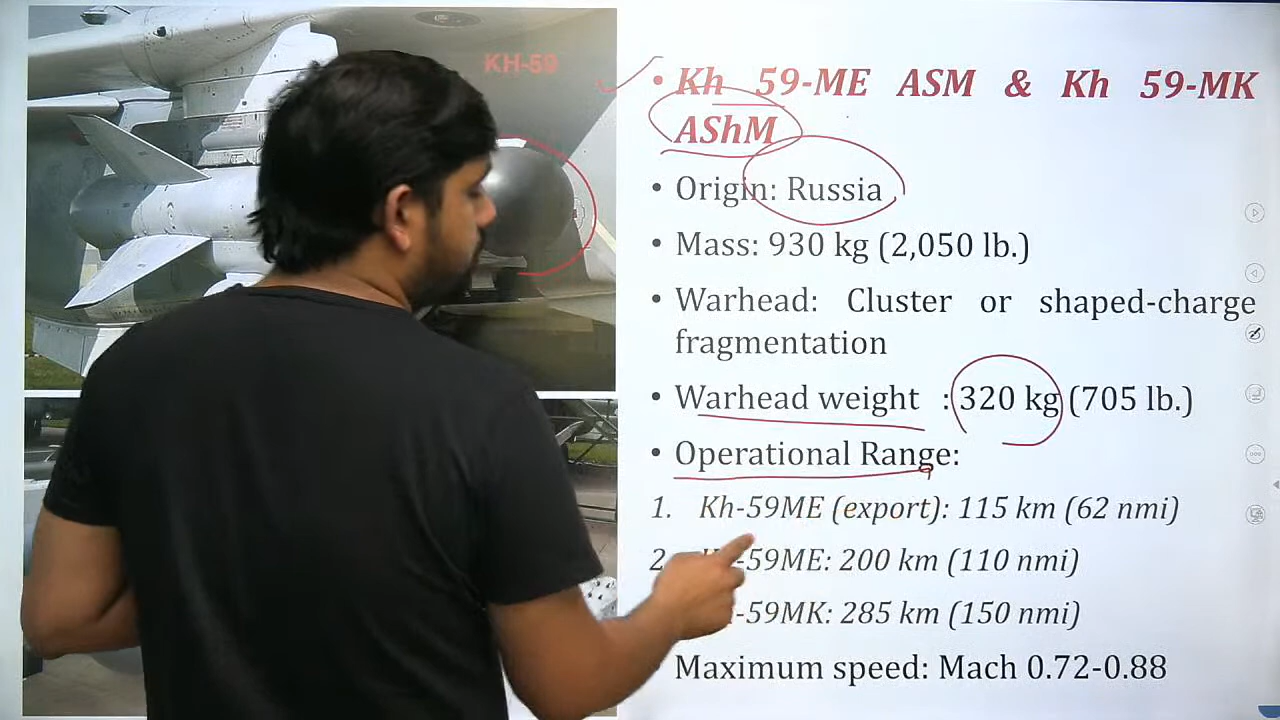 KH-59
• Kh 59-ME ASM & Kh 59-MK
AShM
• Origin: Russia
• Mass: 930 kg (2,050 lb.)
• Warhead: Cluster or shaped-charge
fragmentation
• Warhead weight : 320 kg (705 lb.)
• Operational Range:
1. Kh-59ME (export): 115 km (62 nmi)
2 -59ME: 200 km (110 nmi)
-59MK: 285 km (150 nmi)
Maximum speed: Mach 0.72-0.88